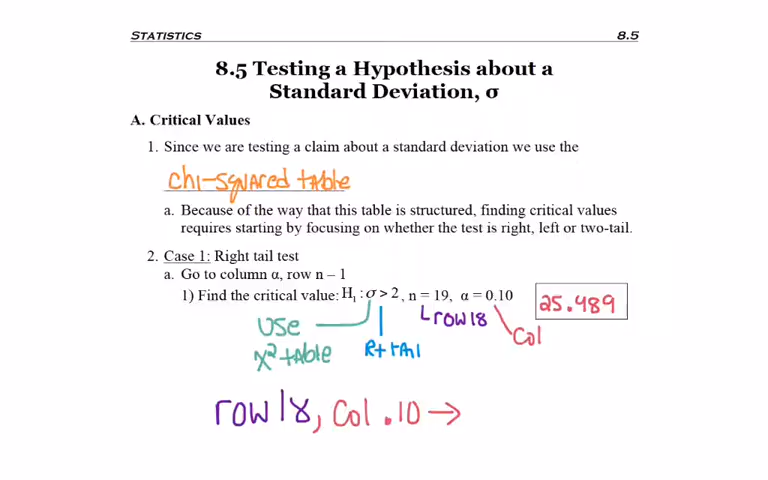 STATISTICS 8.5
8.5 Testing a Hypothesis about a
Standard Deviation, σ
A. Critical Values
1. Since we are testing a claim about a standard deviation we use the
chi-squared table
a. Because of the way that this table is structured, finding critical values
requires starting by focusing on whether the test is right, left or two-tail.
2. Case 1: Right tail test
a. Go to column α, row n – 1
1) Find the critical value: H₁ : σ > 2 , n = 19, α = 0.10 25.489
use row 18 col
X² table Rt tail
row 18, col .10 →